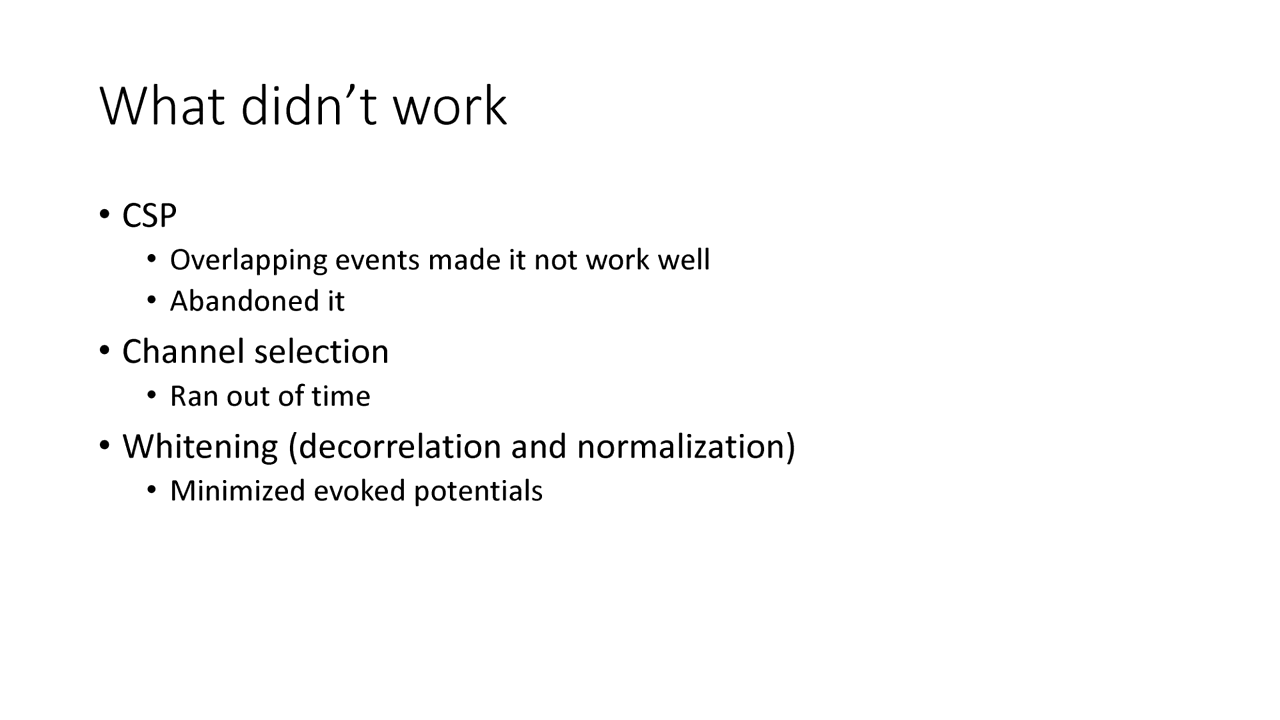 What didn’t work
• CSP
• Overlapping events made it not work well
• Abandoned it
• Channel selection
• Ran out of time
• Whitening (decorrelation and normalization)
• Minimized evoked potentials